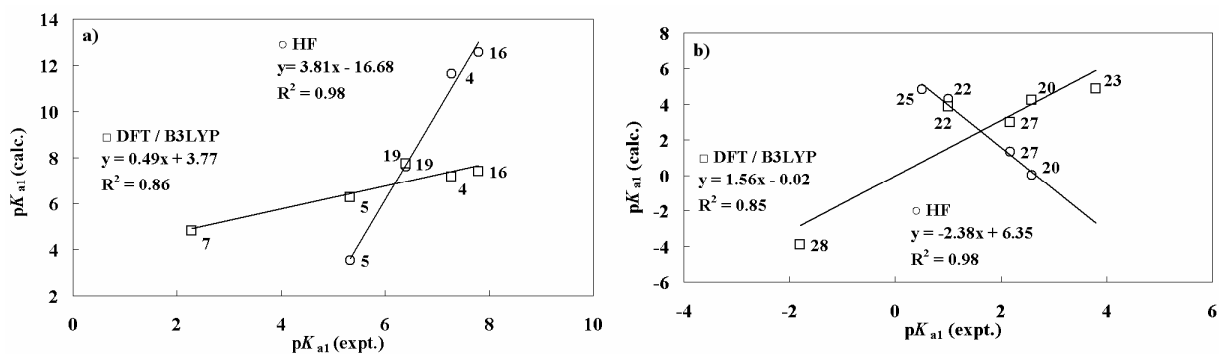 a)
14
12
10
8
6
4
2
0
2
4
6
8
10
pKa1 (calc.)
pKa1 (expt.)
○ HF
y= 3.81x - 16.68
R² = 0.98
□ DFT / B3LYP
y = 0.49x + 3.77
R² = 0.86
16
4
19
19
16
4
5
7
5
b)
8
6
4
2
0
-2
-4
-6
-4
-2
0
2
4
6
pKa1 (calc.)
pKa1 (expt.)
25
22
22
20
23
27
27
20
28
□ DFT / B3LYP
y = 1.56x - 0.02
R² = 0.85
○ HF
y = -2.38x + 6.35
R² = 0.98